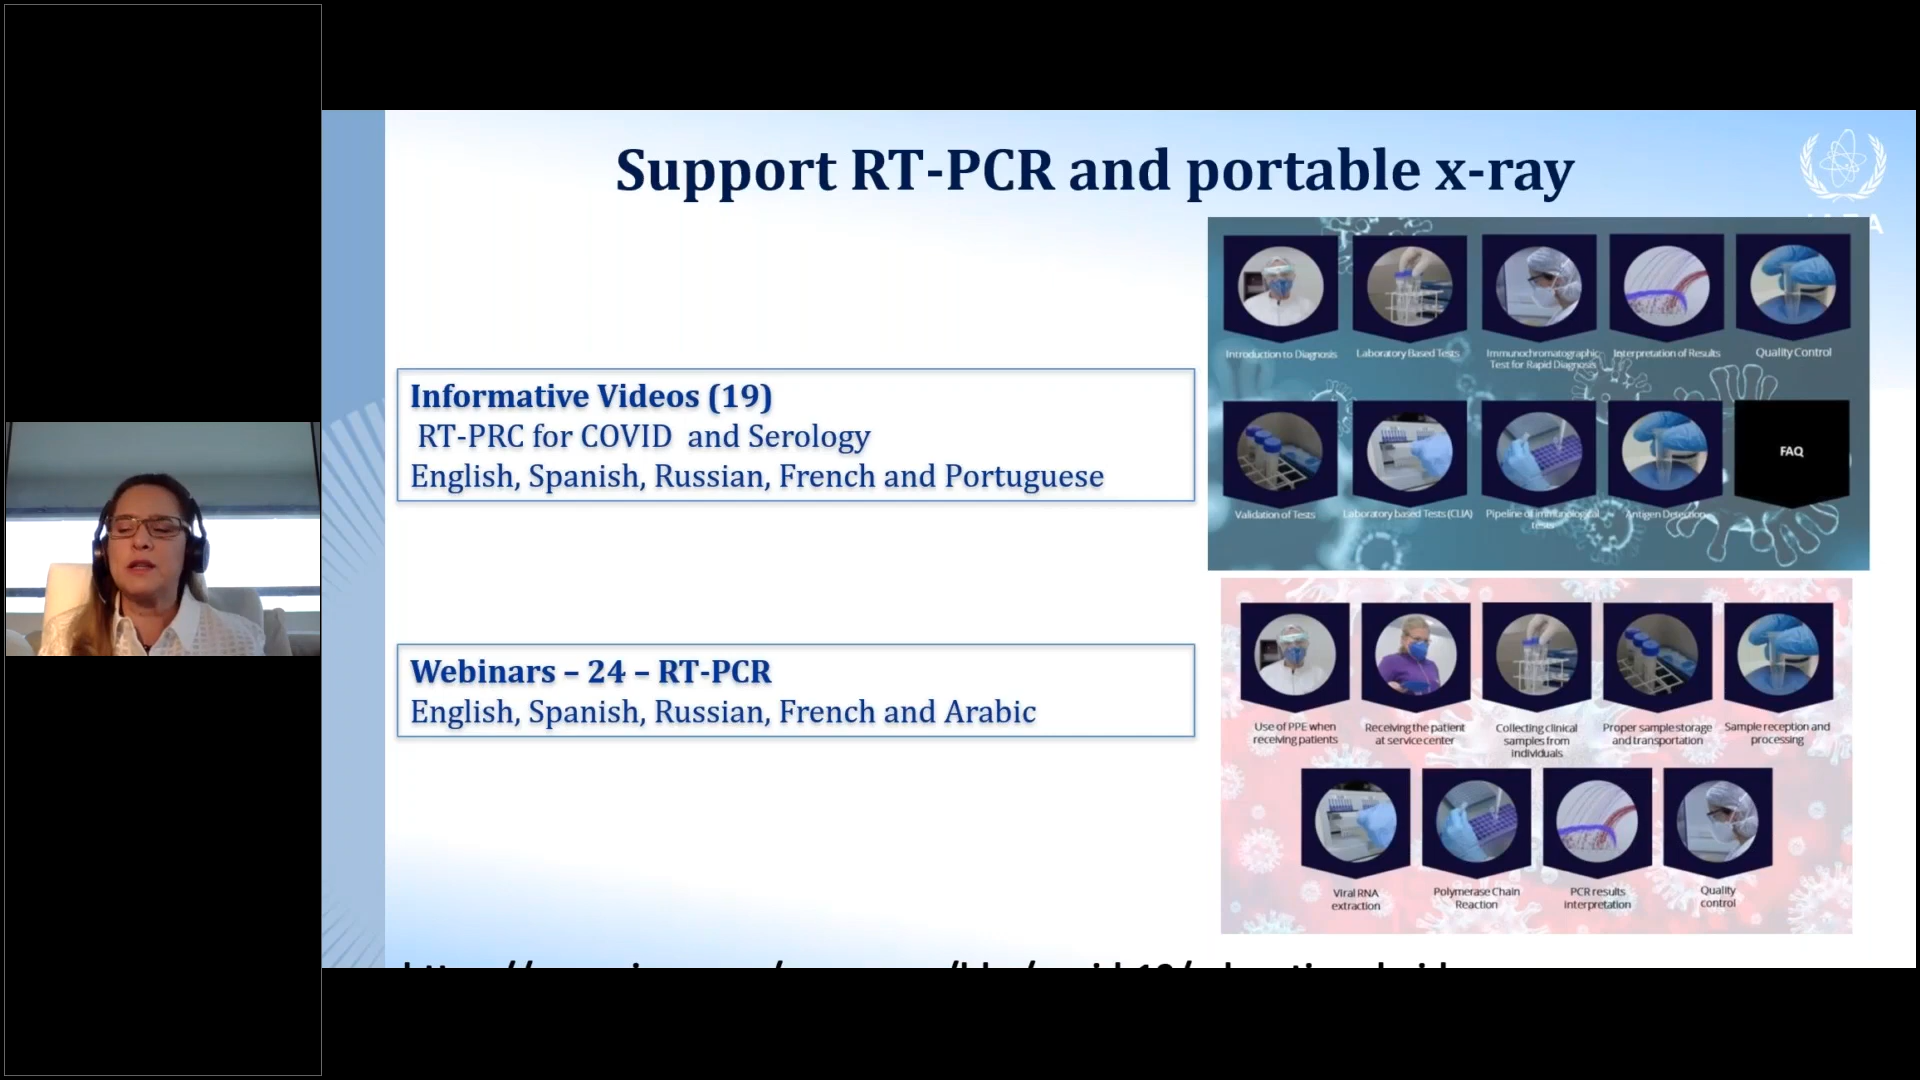 Support RT-PCR and portable x-ray
Informative Videos (19)
RT-PRC for COVID and Serology
English, Spanish, Russian, French and Portuguese
Webinars – 24 – RT-PCR
English, Spanish, Russian, French and Arabic
Introduction to Diagnosis
Laboratory Based Tests
Immunochromatographic
Test for Rapid Diagnosis
Interpretation of Results
Quality Control
Validation of Tests
Laboratory based Tests (CLIA)
Pipeline of immunological
tests
Antigen Detection
FAQ
Use of PPE when
receiving patients
Receiving the patient
at service center
Collecting clinical
samples from
individuals
Proper sample storage
and transportation
Sample reception and
processing
Viral RNA
extraction
Polymerase Chain
Reaction
PCR results
interpretation
Quality
control